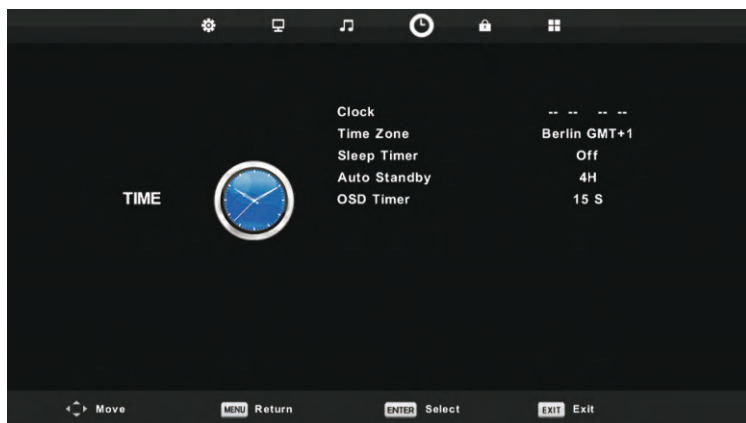 Clock -- -- -- --
Time Zone Berlin GMT+1
Sleep Timer Off
Auto Standby 4H
TIME
OSD Timer 15 S
Move MENU Return ENTER Select EXIT Exit